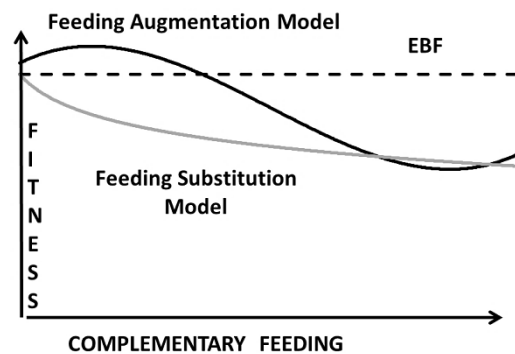 Feeding Augmentation Model
EBF
F
I
T
N
E
S
S
Feeding Substitution
Model
COMPLEMENTARY FEEDING